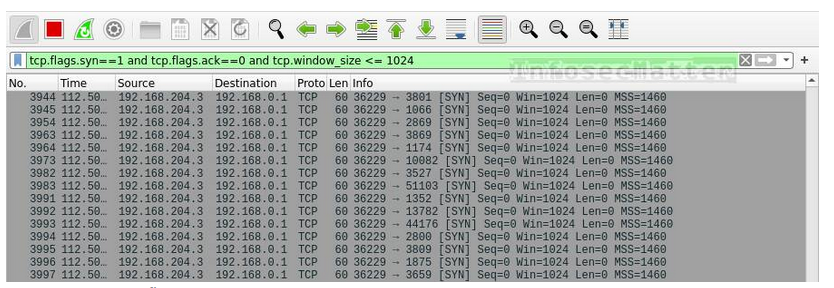 tcp.flags.syn==1 and tcp.flags.ack==0 and tcp.window_size <= 1024
InfosecMatter
No. Time Source Destination Proto Len Info
3944 112.50… 192.168.204.3 192.168.0.1 TCP 60 36229 → 3801 [SYN] Seq=0 Win=1024 Len=0 MSS=1460
3945 112.50… 192.168.204.3 192.168.0.1 TCP 60 36229 → 1066 [SYN] Seq=0 Win=1024 Len=0 MSS=1460
3954 112.50… 192.168.204.3 192.168.0.1 TCP 60 36229 → 2869 [SYN] Seq=0 Win=1024 Len=0 MSS=1460
3963 112.50… 192.168.204.3 192.168.0.1 TCP 60 36229 → 3869 [SYN] Seq=0 Win=1024 Len=0 MSS=1460
3964 112.50… 192.168.204.3 192.168.0.1 TCP 60 36229 → 1174 [SYN] Seq=0 Win=1024 Len=0 MSS=1460
3973 112.50… 192.168.204.3 192.168.0.1 TCP 60 36229 → 10082 [SYN] Seq=0 Win=1024 Len=0 MSS=1460
3982 112.50… 192.168.204.3 192.168.0.1 TCP 60 36229 → 3527 [SYN] Seq=0 Win=1024 Len=0 MSS=1460
3983 112.50… 192.168.204.3 192.168.0.1 TCP 60 36229 → 51103 [SYN] Seq=0 Win=1024 Len=0 MSS=1460
3991 112.50… 192.168.204.3 192.168.0.1 TCP 60 36229 → 1352 [SYN] Seq=0 Win=1024 Len=0 MSS=1460
3992 112.50… 192.168.204.3 192.168.0.1 TCP 60 36229 → 13782 [SYN] Seq=0 Win=1024 Len=0 MSS=1460
3993 112.50… 192.168.204.3 192.168.0.1 TCP 60 36229 → 44176 [SYN] Seq=0 Win=1024 Len=0 MSS=1460
3994 112.50… 192.168.204.3 192.168.0.1 TCP 60 36229 → 2800 [SYN] Seq=0 Win=1024 Len=0 MSS=1460
3995 112.50… 192.168.204.3 192.168.0.1 TCP 60 36229 → 3809 [SYN] Seq=0 Win=1024 Len=0 MSS=1460
3996 112.50… 192.168.204.3 192.168.0.1 TCP 60 36229 → 1875 [SYN] Seq=0 Win=1024 Len=0 MSS=1460
3997 112.50… 192.168.204.3 192.168.0.1 TCP 60 36229 → 3659 [SYN] Seq=0 Win=1024 Len=0 MSS=1460